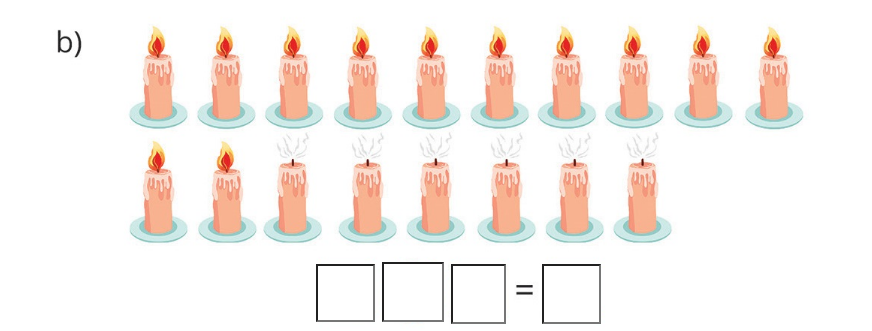 b)
=